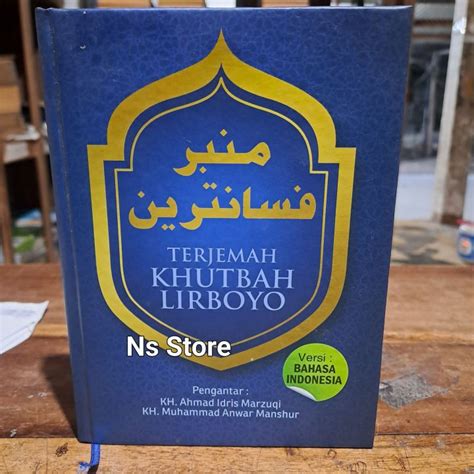 منبر
فسانترين
TERJEMAH
KHUTBAH
LIRBOYO
Ns Store
Versi :
BAHASA
INDONESIA
Pengantar :
KH. Ahmad Idris Marzuqi
KH. Muhammad Anwar Manshur